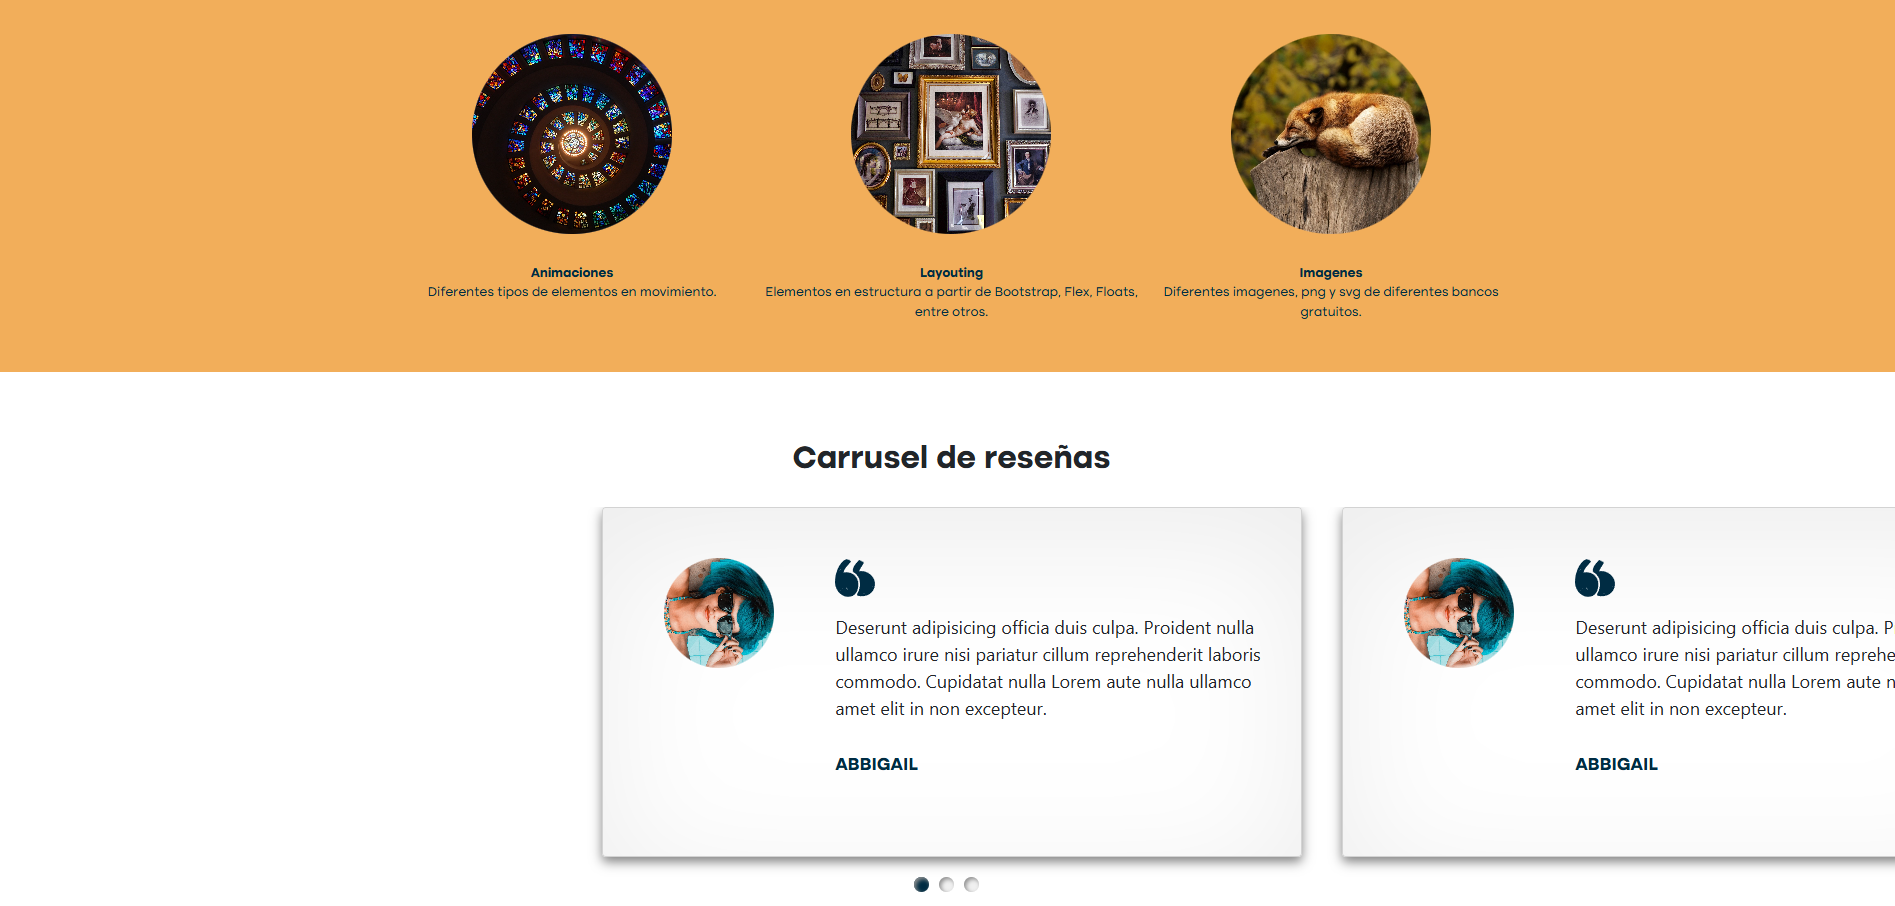 Animaciones
Diferentes tipos de elementos en movimiento.
Layouting
Elementos en estructura a partir de Bootstrap, Flex, Floats,
entre otros.
Imagenes
Diferentes imagenes, png y svg de diferentes bancos
gratuitos.
Carrusel de reseñas
❝
Deserunt adipisicing officia duis culpa. Proident nulla
ullamco irure nisi pariatur cillum reprehenderit laboris
commodo. Cupidatat nulla Lorem aute nulla ullamco
amet elit in non excepteur.
ABBIGAIL
❝
Deserunt adipisicing officia duis culpa. P
ullamco irure nisi pariatur cillum reprehe
commodo. Cupidatat nulla Lorem aute n
amet elit in non excepteur.
ABBIGAIL